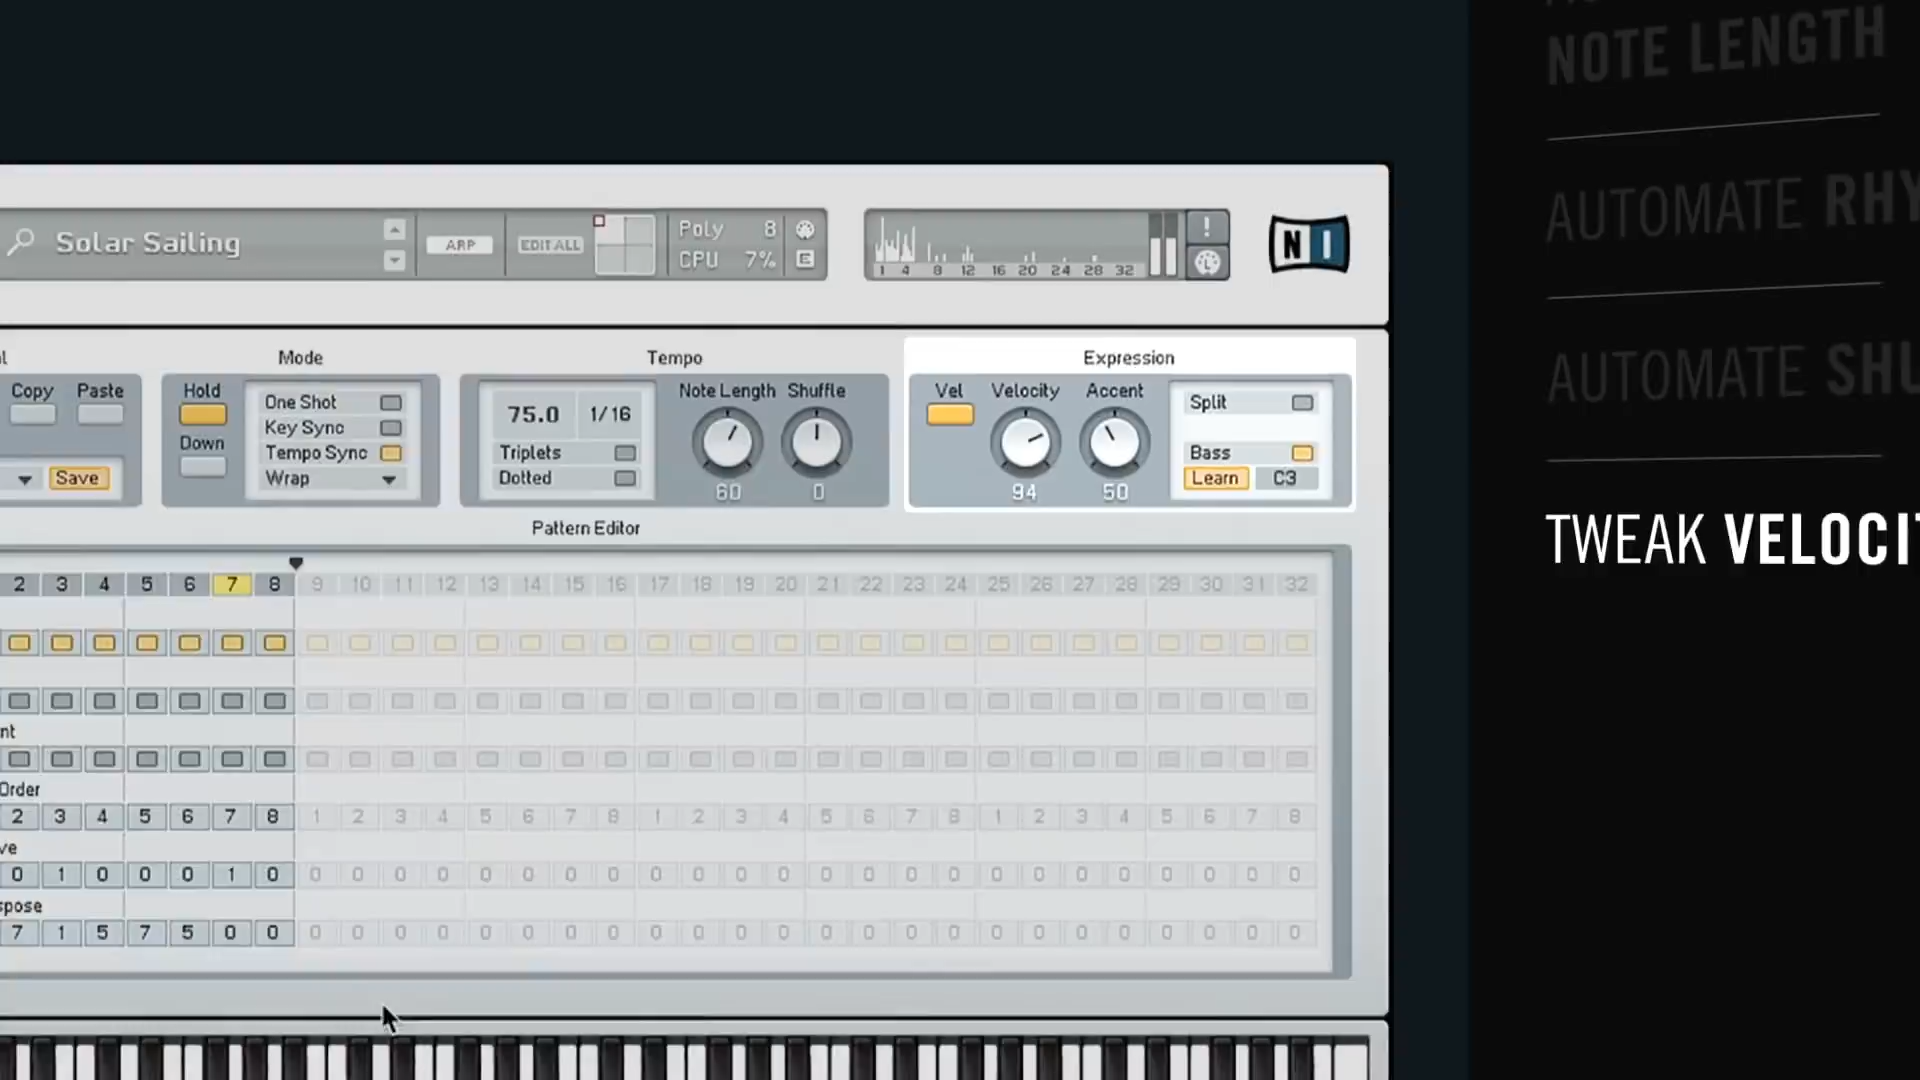 NOTE LENGTH
AUTOMATE RHY
AUTOMATE SHU
TWEAK VELOCIT
Solar Sailing
ARP
EDIT ALL
Poly 8
CPU 7%
E
1 4 8 12 16 20 24 28 32
!
NI
Mode
Tempo
Expression
Copy Paste
Save
Hold
Down
One Shot
Key Sync
Tempo Sync
Wrap
75.0 1/16
Triplets
Dotted
Note Length Shuffle
60 0
Vel Velocity Accent
94 50
Split
Bass
Learn C3
Pattern Editor
2 3 4 5 6 7 8 9 10 11 12 13 14 15 16 17 18 19 20 21 22 23 24 25 26 27 28 29 30 31 32
nt
Order
2 3 4 5 6 7 8 1 2 3 4 5 6 7 8 1 2 3 4 5 6 7 8 1 2 3 4 5 6 7 8
ve
0 1 0 0 0 1 0 0 0 0 0 0 0 0 0 0 0 0 0 0 0 0 0 0 0 0 0 0 0 0 0
spose
7 1 5 7 5 0 0 0 0 0 0 0 0 0 0 0 0 0 0 0 0 0 0 0 0 0 0 0 0 0 0